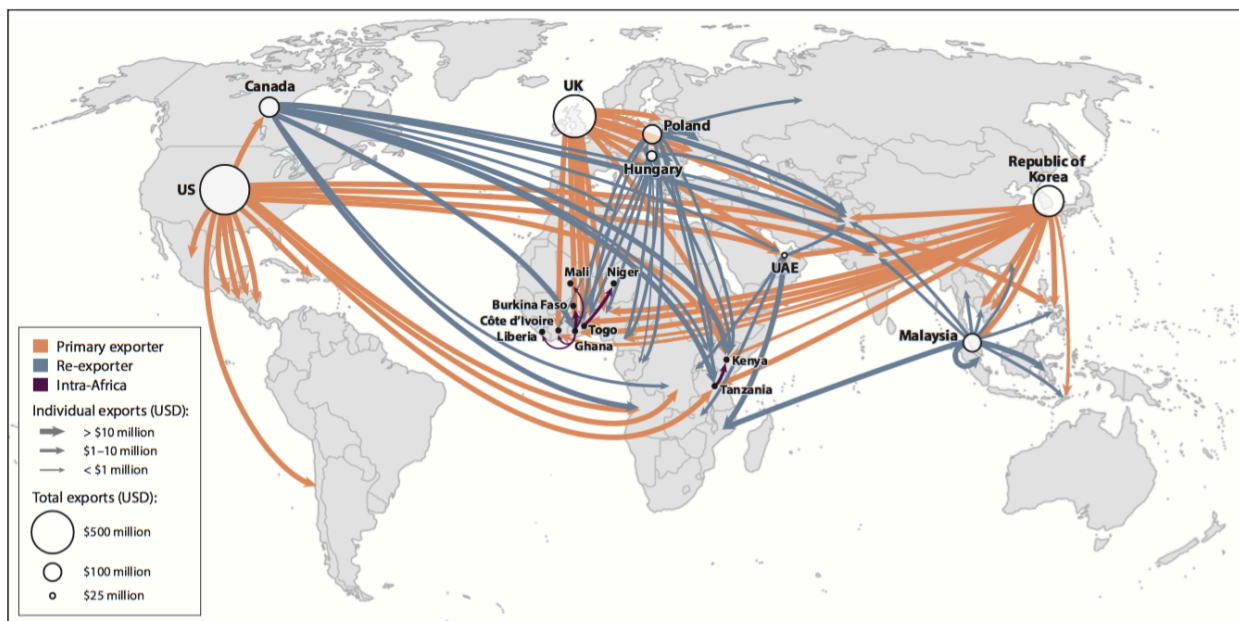 Canada
UK
Poland
Hungary
US
Republic of
Korea
UAE
Mali
Niger
Burkina Faso
Côte d'Ivoire
Togo
Liberia
Ghana
Malaysia
Kenya
Tanzania
Primary exporter
Re-exporter
Intra-Africa
Individual exports (USD):
> $10 million
$1–10 million
< $1 million
Total exports (USD):
$500 million
$100 million
$25 million